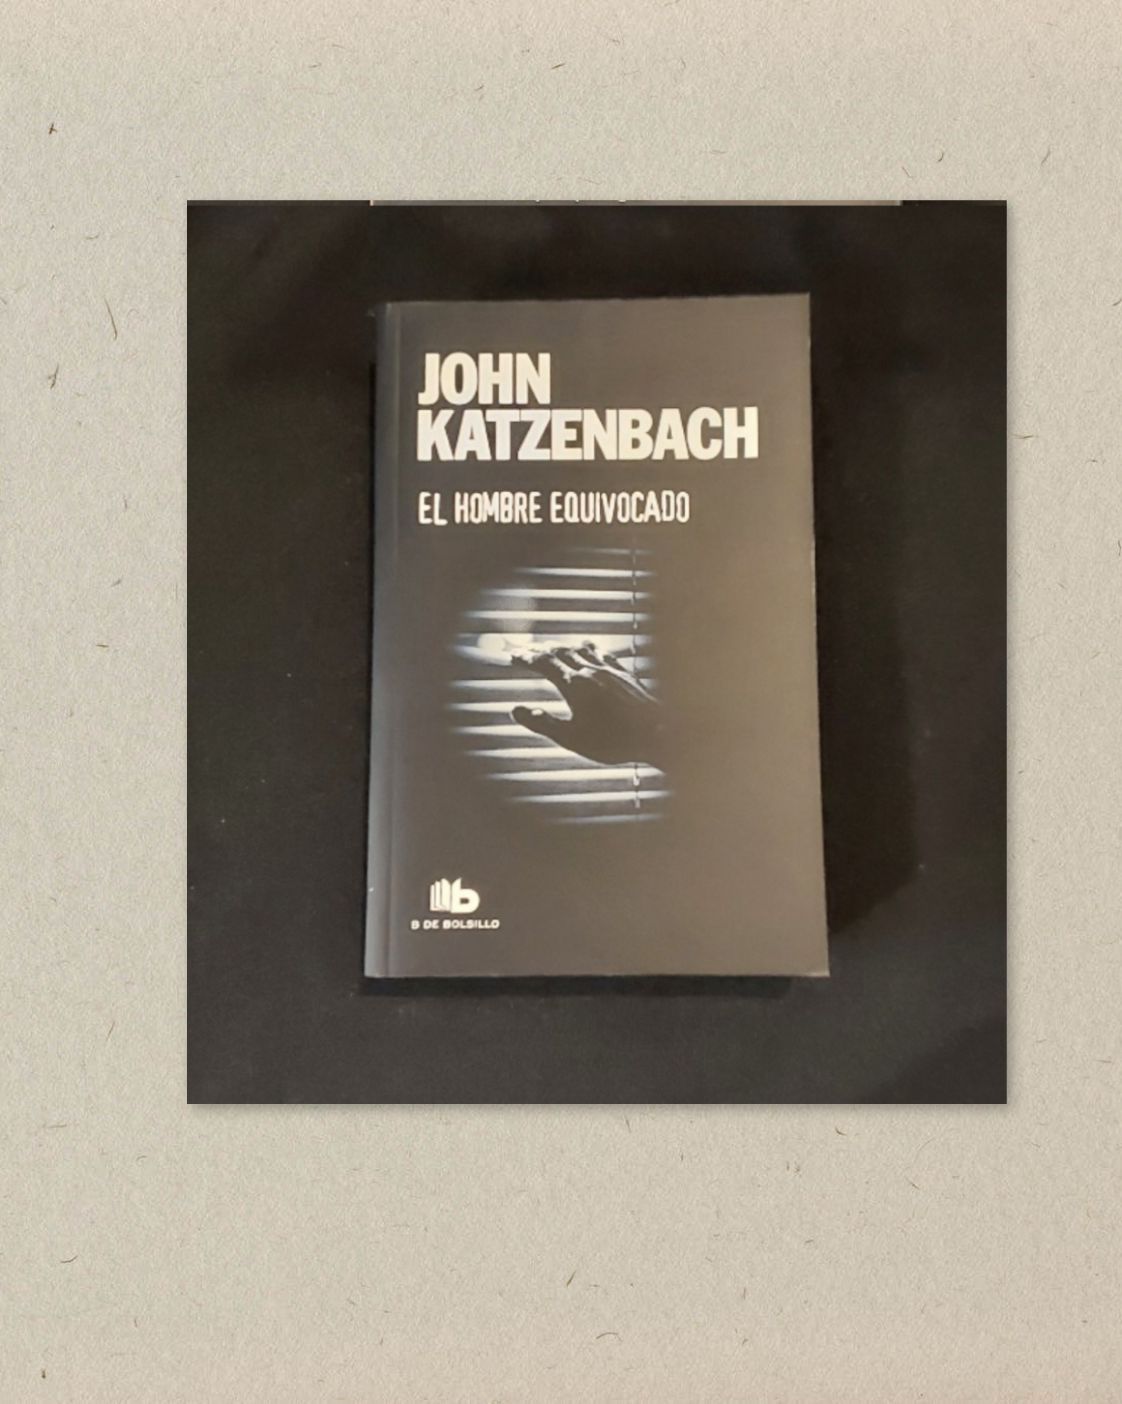 JOHN
KATZENBACH
EL HOMBRE EQUIVOCADO
B DE BOLSILLO